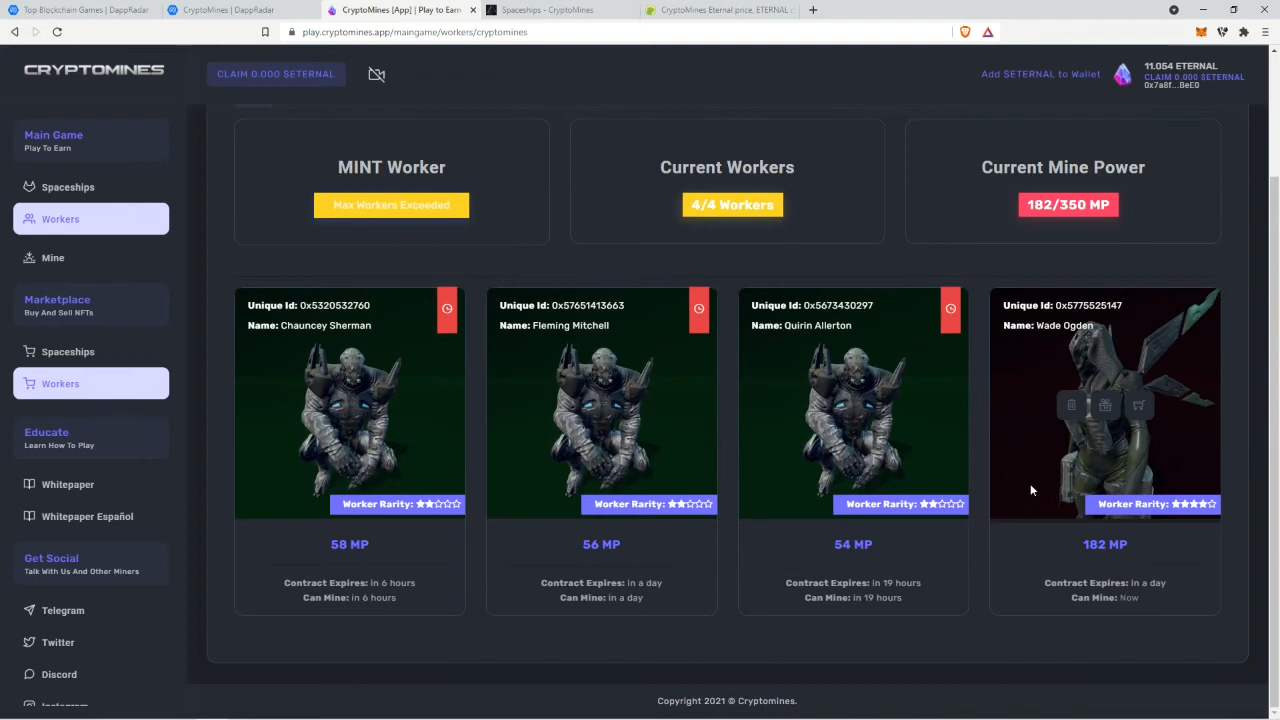 Top Blockchain Games | DappRadar
CryptoMines | DappRadar
CryptoMines [App] | Play to Earn
Spaceships - CryptoMines
CryptoMines Eternal price, ETERNAL c
play.cryptomines.app/maingame/workers/cryptomines
CRYPTOMINES
CLAIM 0.000 $ETERNAL
Add $ETERNAL to Wallet
11.054 ETERNAL
CLAIM 0.000 $ETERNAL
0x7a8f...BeE0
Main Game
Play To Earn
Spaceships
Workers
Mine
Marketplace
Buy And Sell NFTs
Spaceships
Workers
Educate
Learn How To Play
Whitepaper
Whitepaper Español
Get Social
Talk With Us And Other Miners
Telegram
Twitter
Discord
Instagram
MINT Worker
Max Workers Exceeded
Current Workers
4/4 Workers
Current Mine Power
182/350 MP
Unique Id: 0x5320532760
Name: Chauncey Sherman
Worker Rarity:
58 MP
Contract Expires: in 6 hours
Can Mine: in 6 hours
Unique Id: 0x57651413663
Name: Fleming Mitchell
Worker Rarity:
56 MP
Contract Expires: in a day
Can Mine: in a day
Unique Id: 0x5673430297
Name: Quirin Allerton
Worker Rarity:
54 MP
Contract Expires: in 19 hours
Can Mine: in 19 hours
Unique Id: 0x5775525147
Name: Wade Ogden
Worker Rarity:
182 MP
Contract Expires: in a day
Can Mine: Now
Copyright 2021 © Cryptomines.